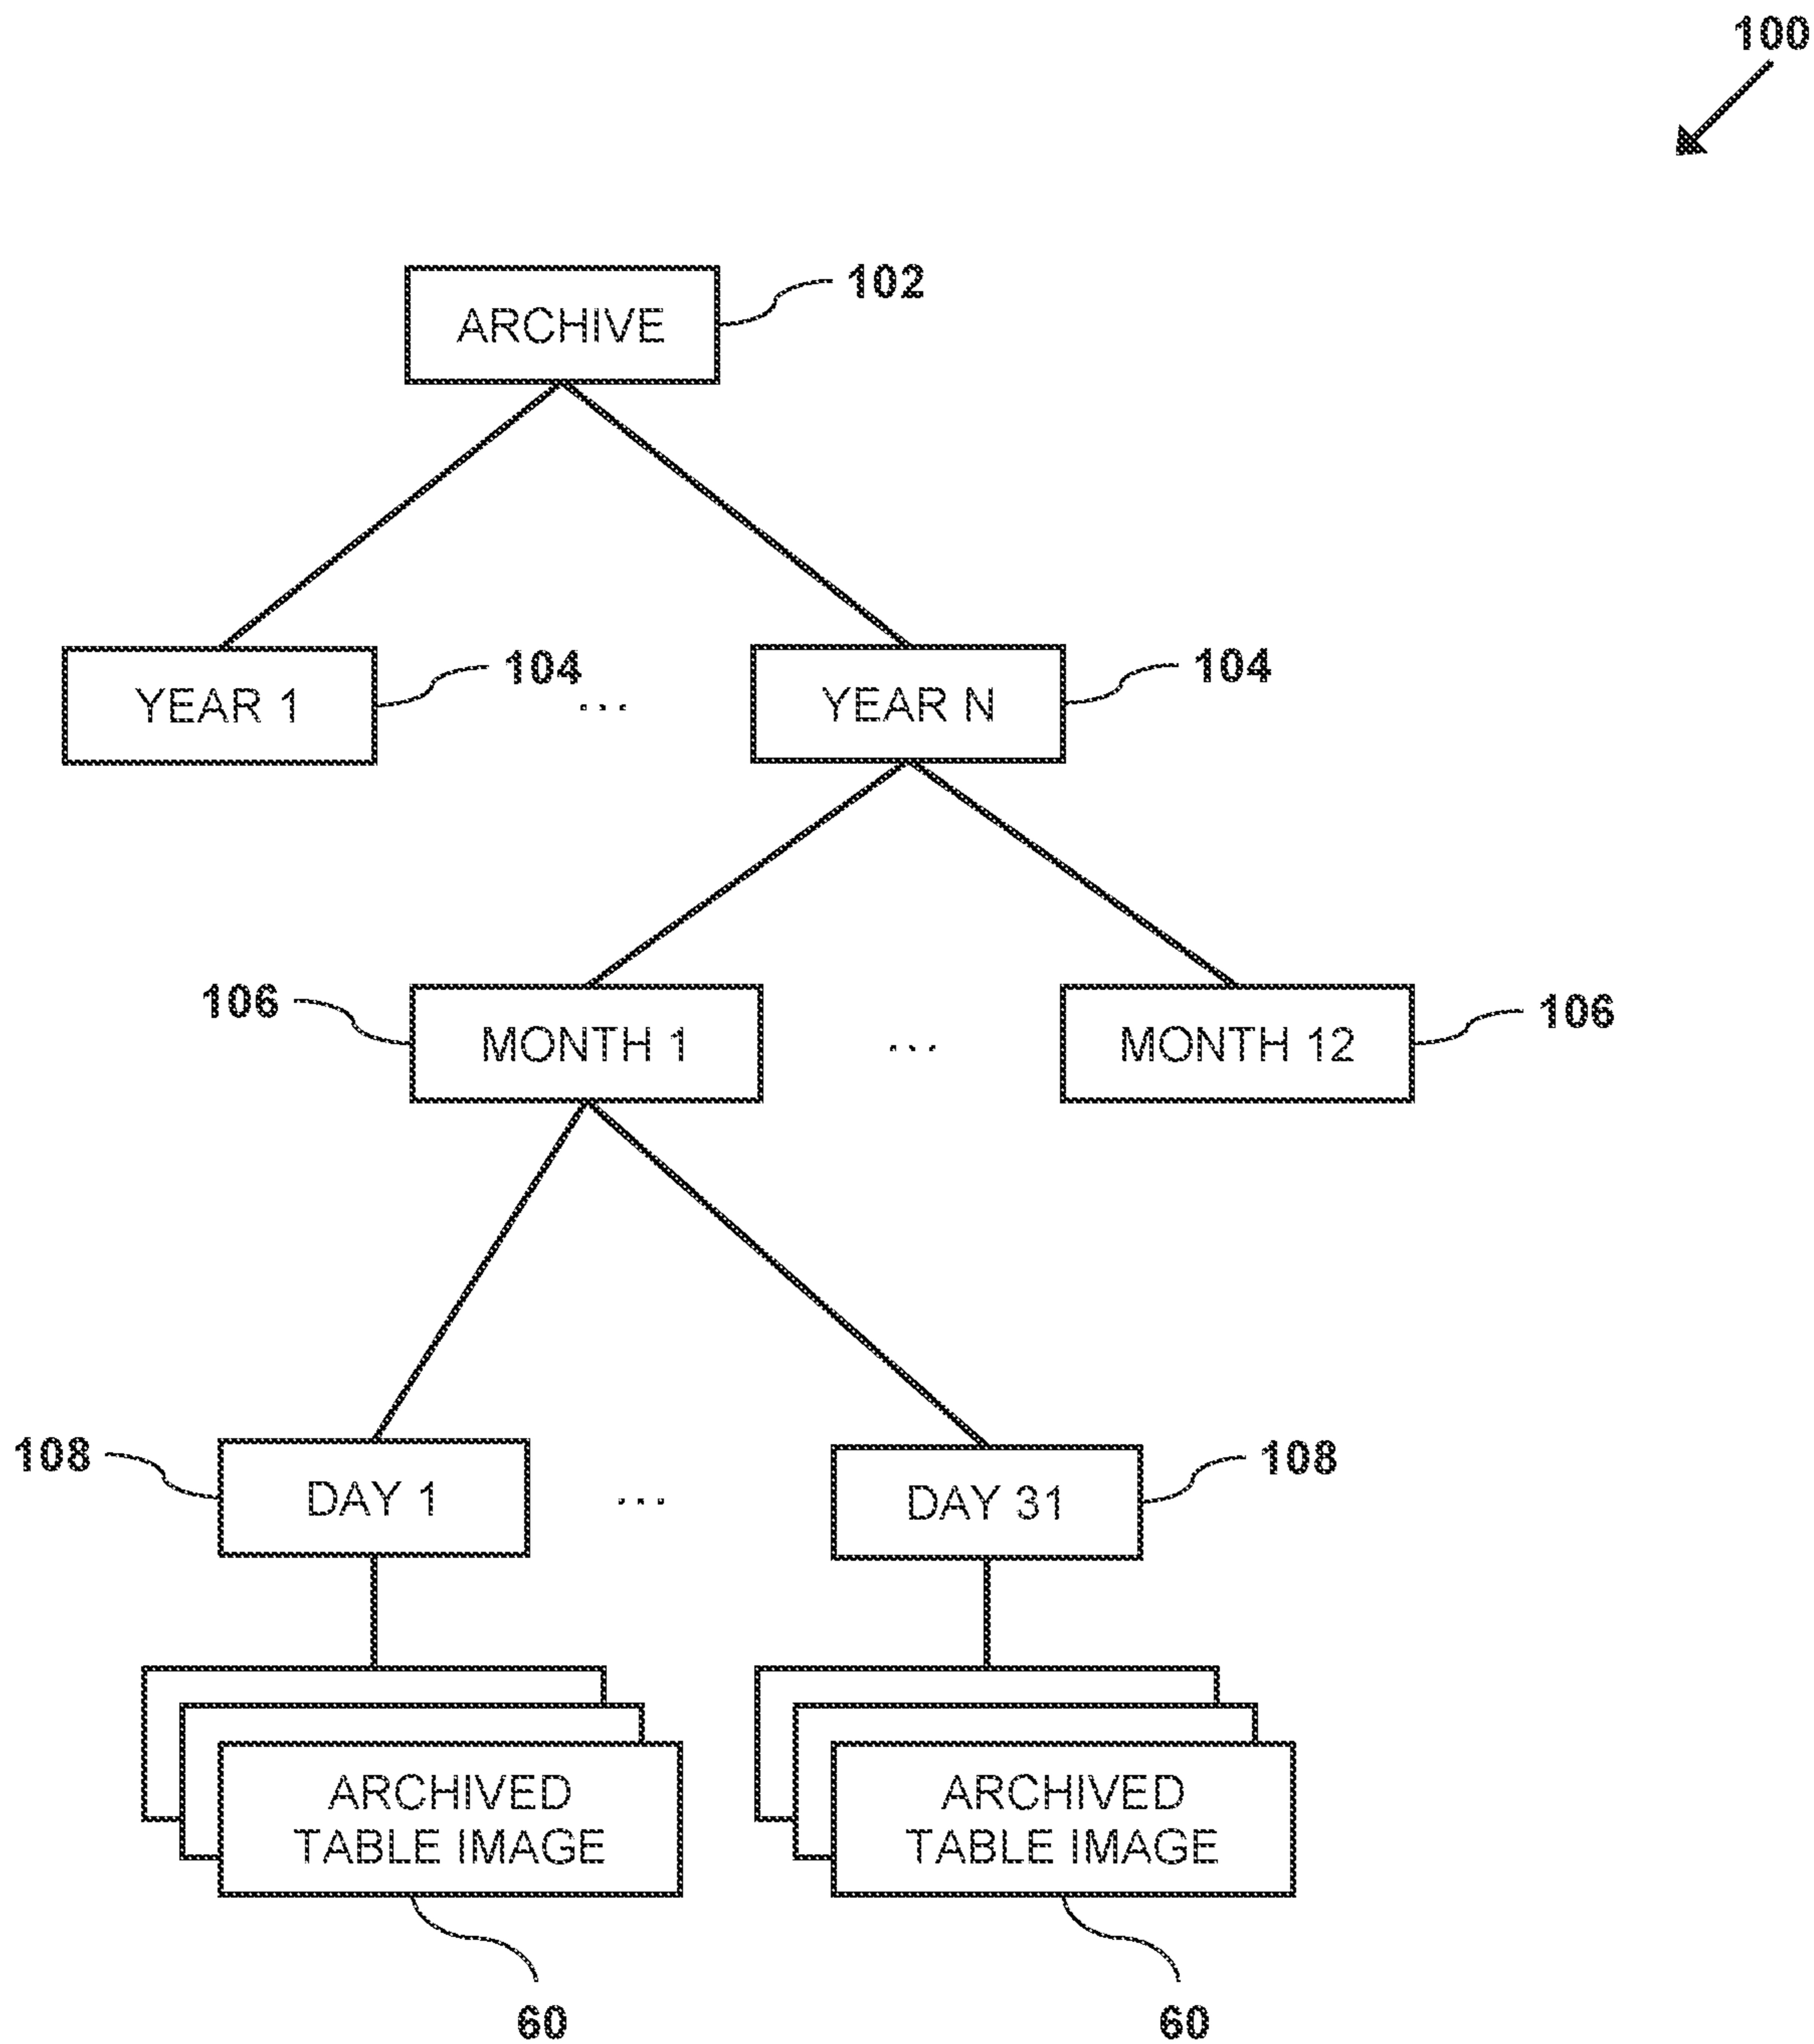 100
ARCHIVE
102
YEAR 1
104
...
YEAR N
104
106
MONTH 1
...
MONTH 12
106
108
DAY 1
...
DAY 31
108
ARCHIVED
TABLE IMAGE
ARCHIVED
TABLE IMAGE
60
60